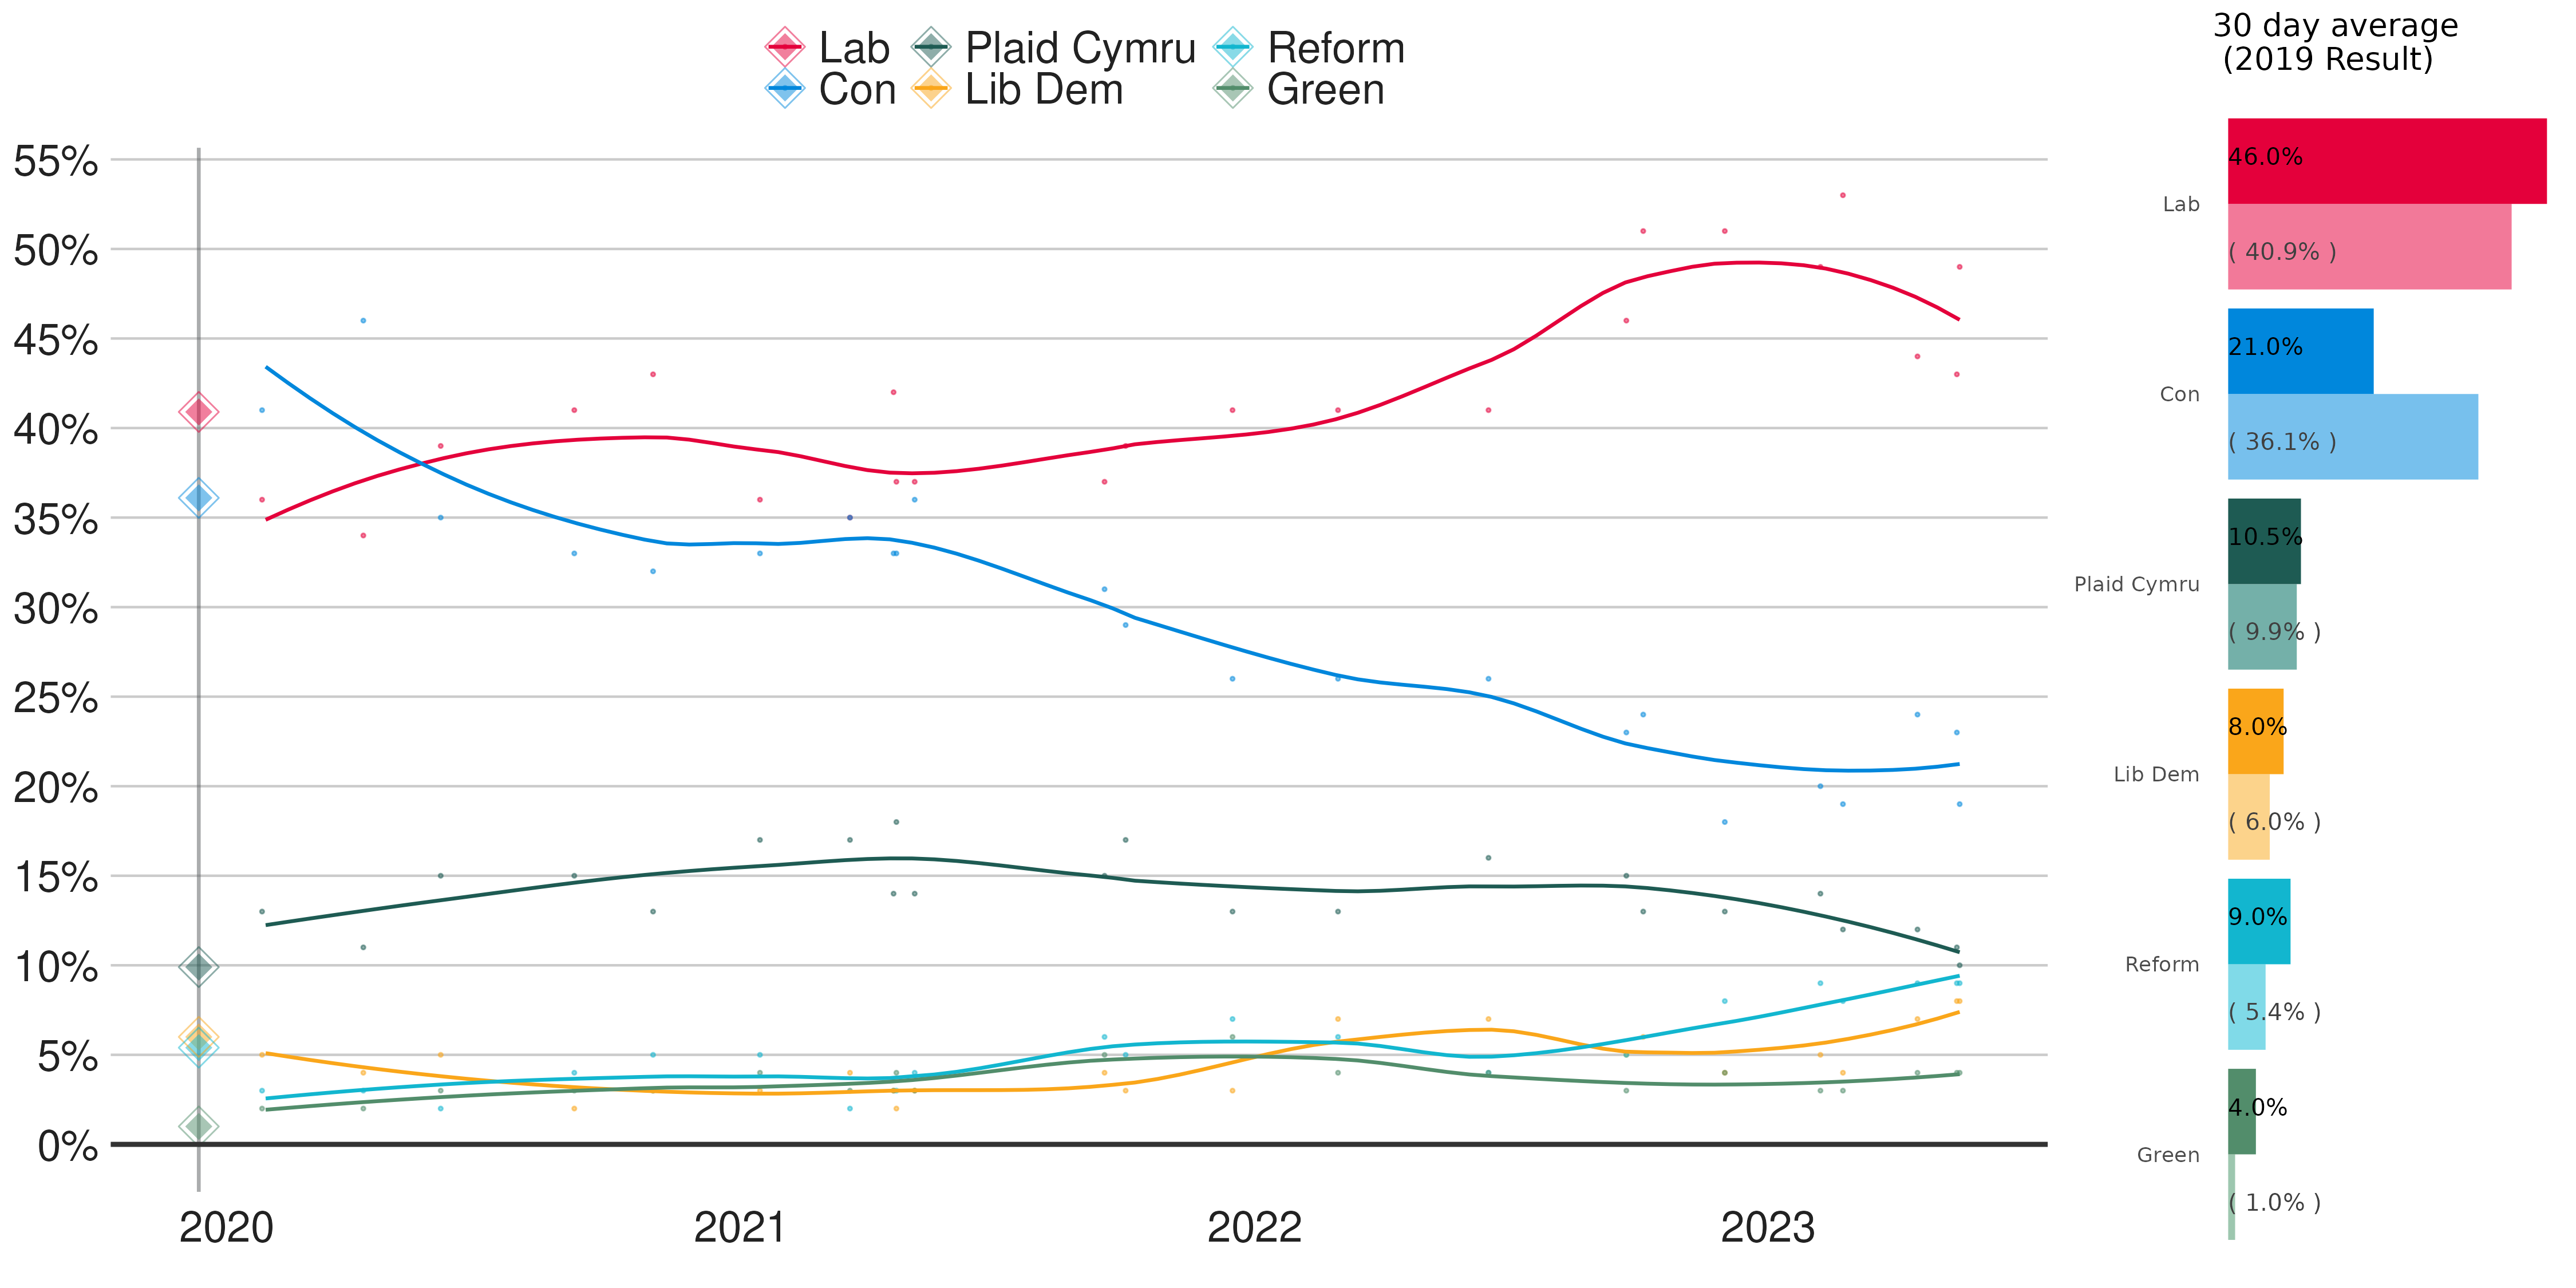 Lab Plaid Cymru Reform
Con Lib Dem Green
30 day average
(2019 Result)
55%
50%
45%
40%
35%
30%
25%
20%
15%
10%
5%
0%
2020 2021 2022 2023
46.0%
Lab
( 40.9% )
21.0%
Con
( 36.1% )
10.5%
Plaid Cymru
( 9.9% )
8.0%
Lib Dem
( 6.0% )
9.0%
Reform
( 5.4% )
4.0%
Green
( 1.0% )